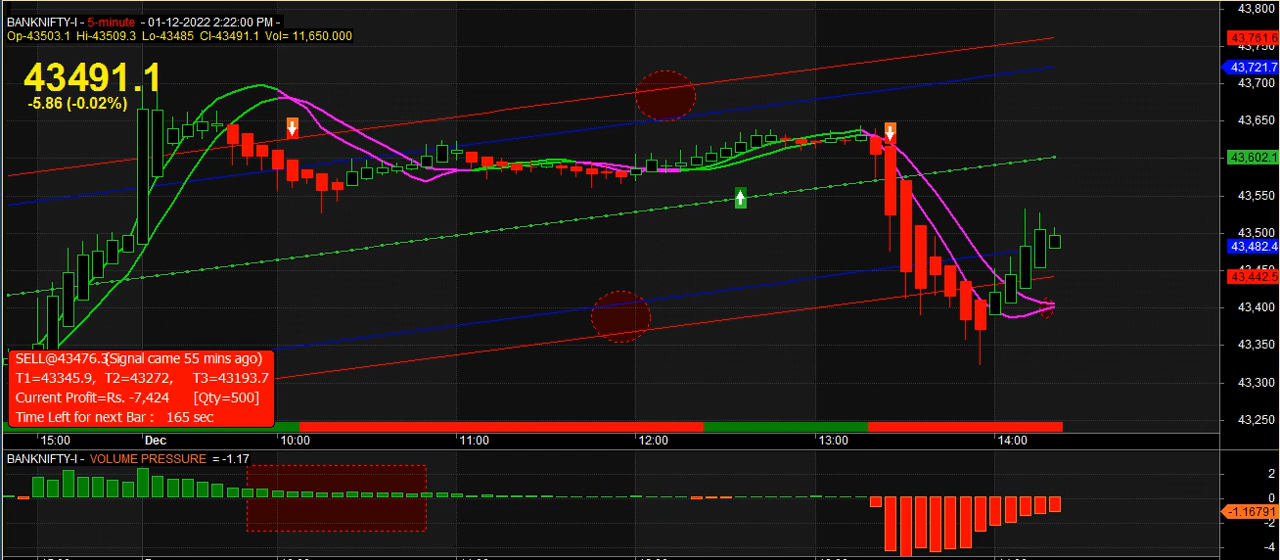 BANKNIFTY-I - 5-minute - 01-12-2022 2:22:00 PM -
Op-43503.1 Hi-43509.3 Lo-43485 Cl-43491.1 Vol= 11,650.000
43491.1
-5.86 (-0.02%)
43,800
43,761.6
43,750
43,721.7
43,700
43,650
43,602.1
43,550
43,500
43,482.4
43,450
43,442.5
43,400
43,350
43,300
43,250
SELL@43476.3(Signal came 55 mins ago)
T1=43345.9, T2=43272, T3=43193.7
Current Profit=Rs. -7,424 [Qty=500]
Time Left for next Bar : 165 sec
15:00 Dec 10:00 11:00 12:00 13:00 14:00
BANKNIFTY-I - VOLUME PRESSURE = -1.17
2
0
-1.16791
-2
-4